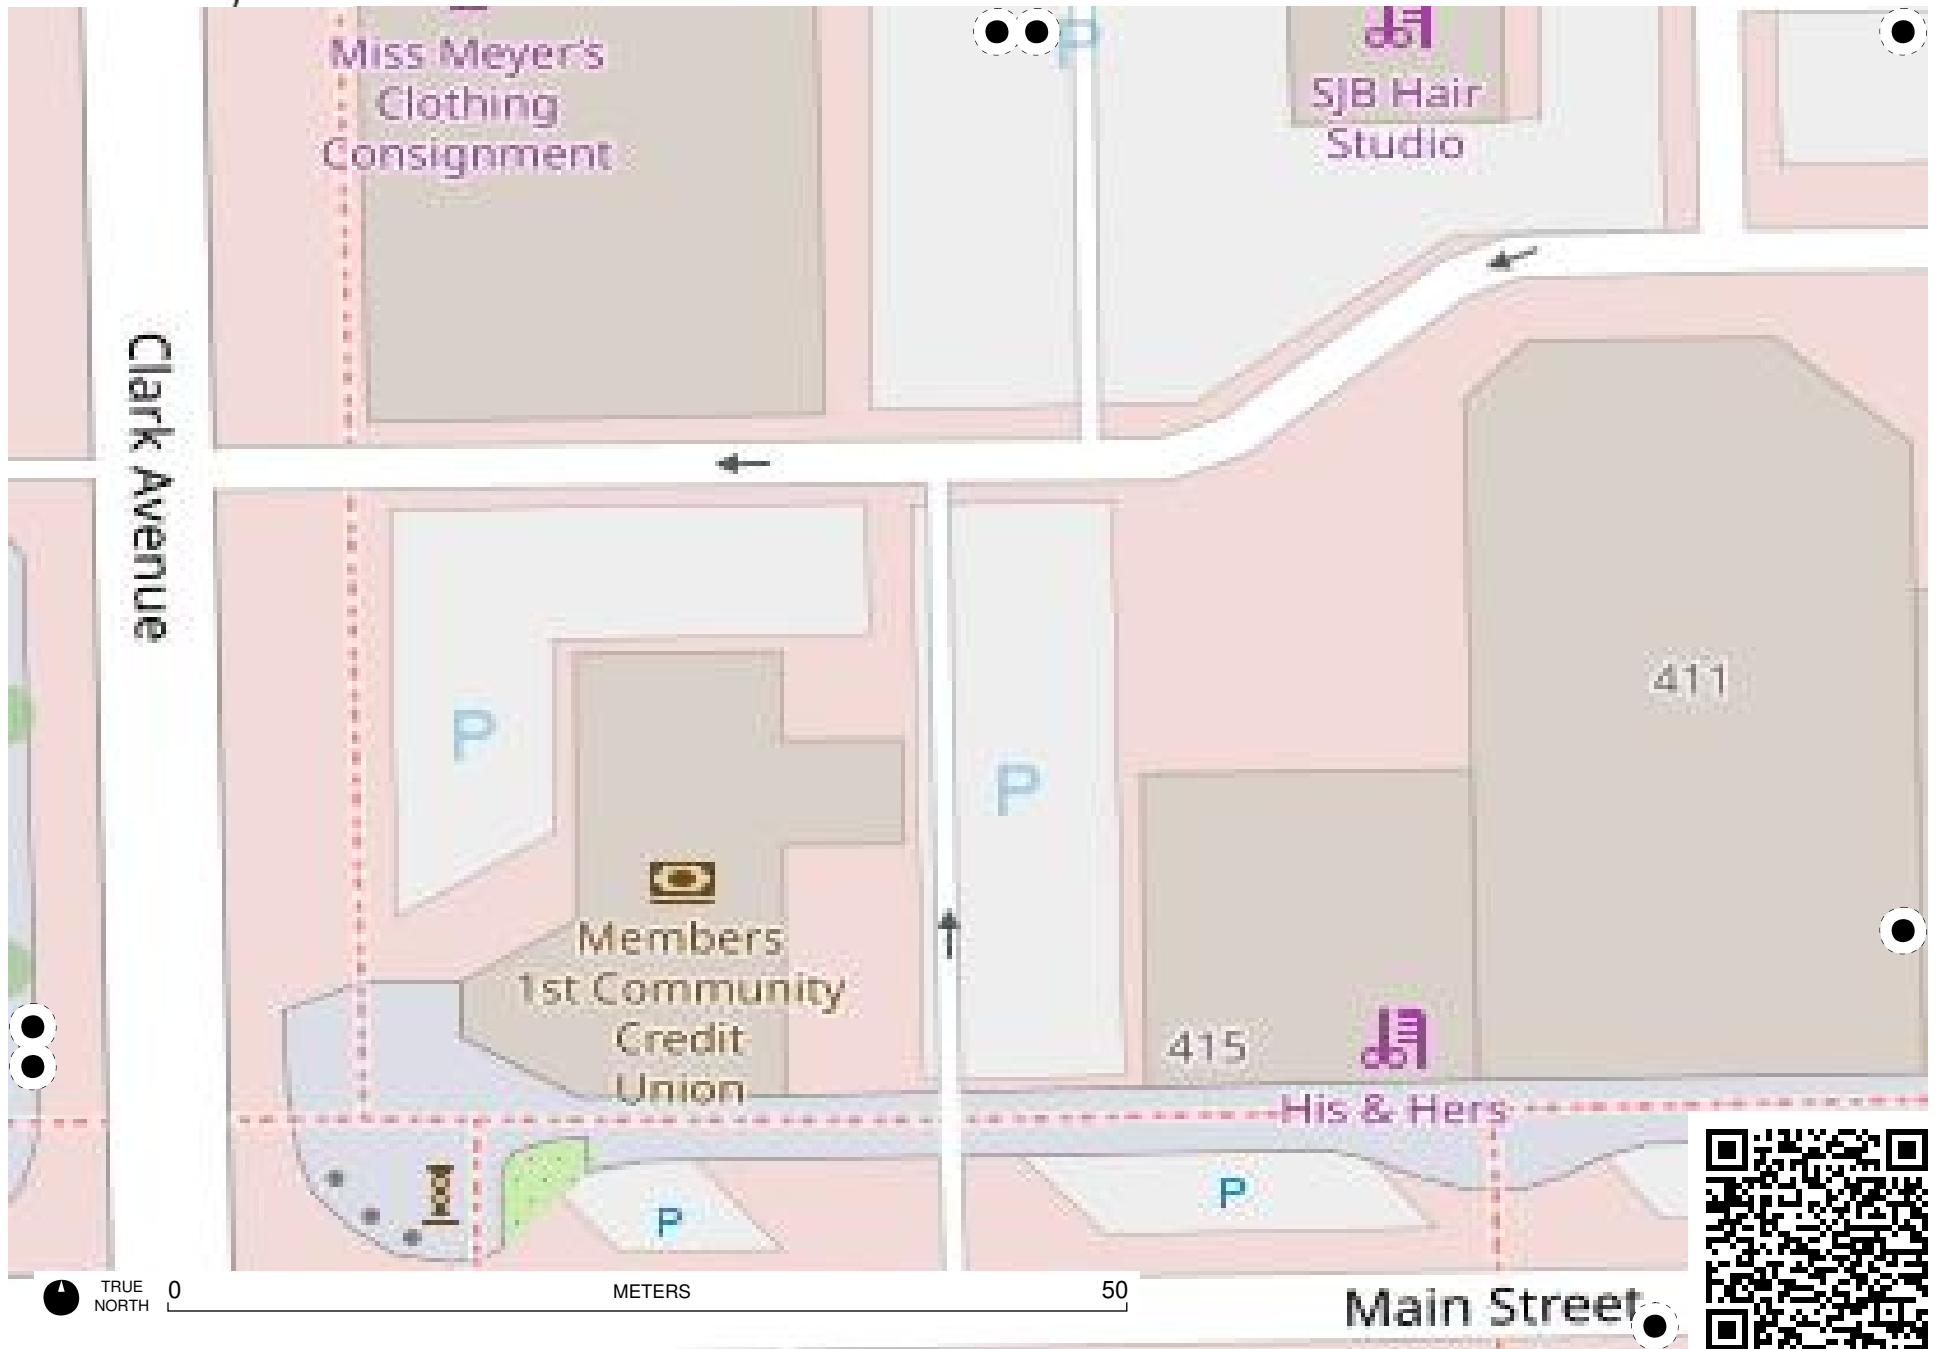 Miss Meyer's
Clothing
Consignment
P
SJB Hair
Studio
Clark Avenue
411
P
P
Members
1st Community
Credit
Union
415
His & Hers
P
P
TRUE
NORTH
0
METERS
50
Main Street